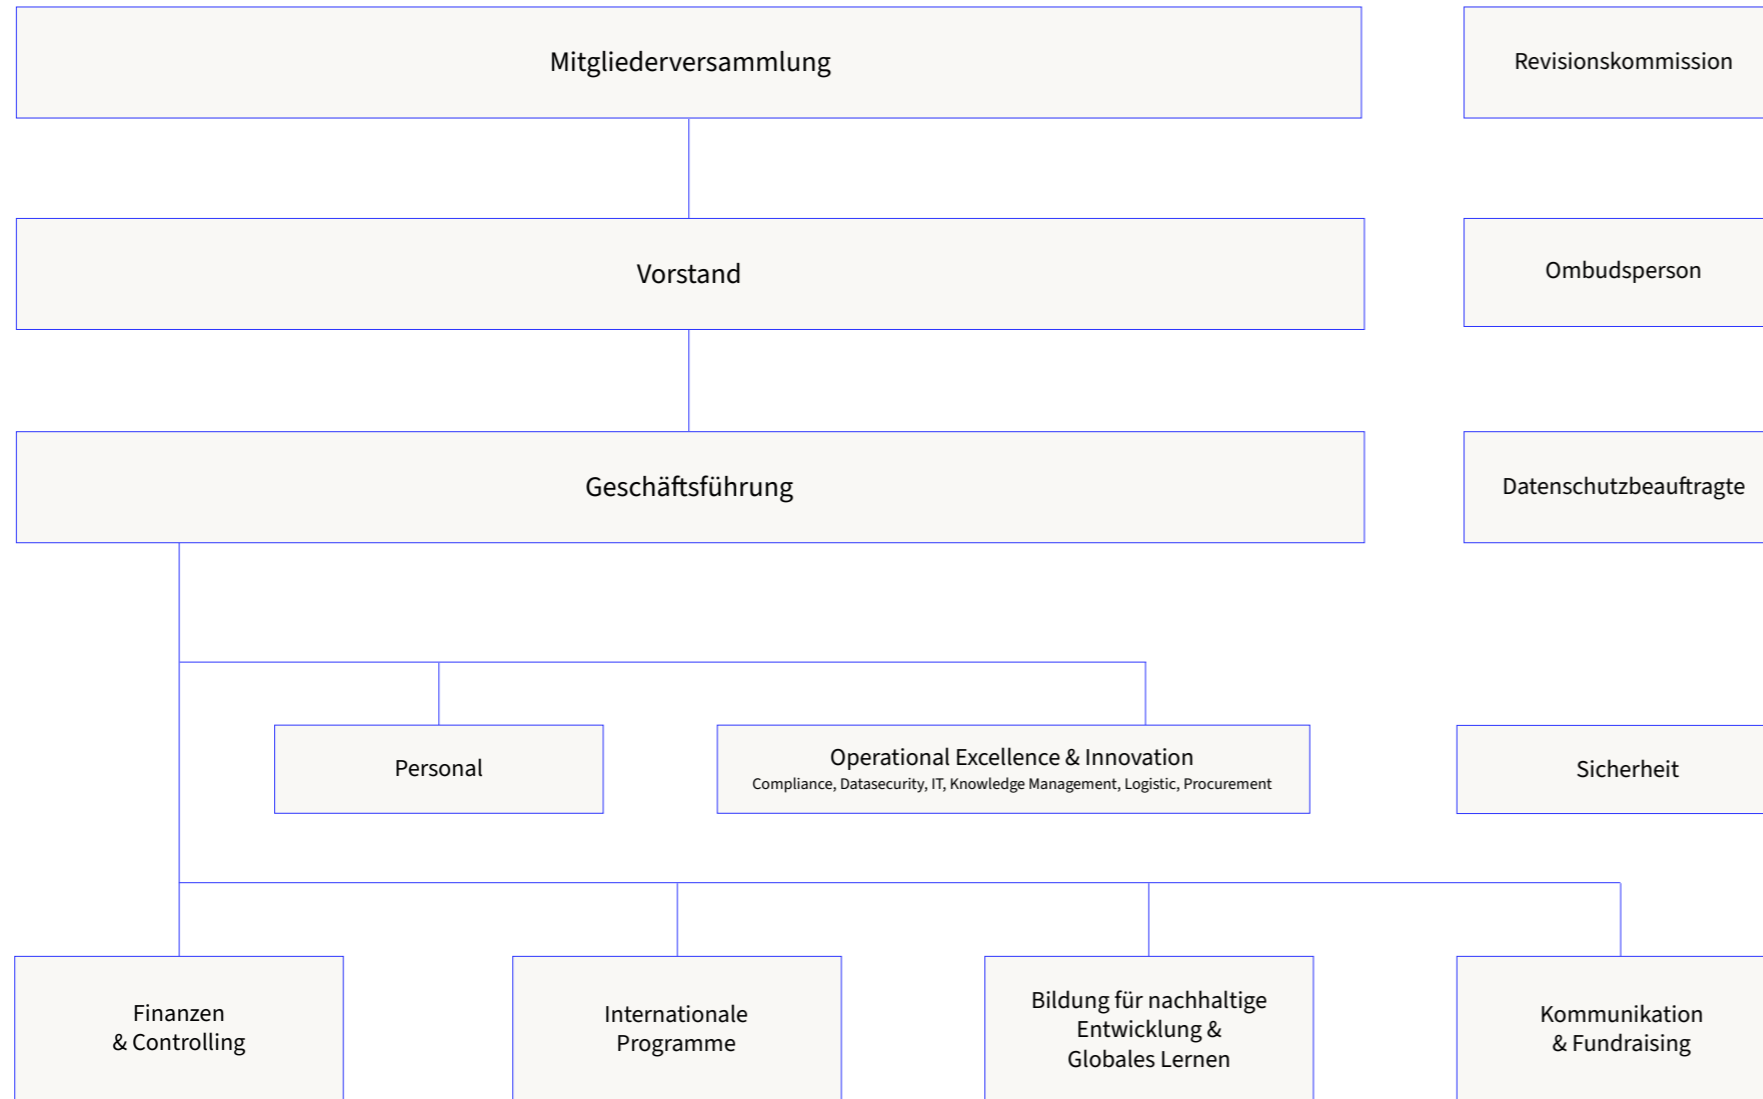 Mitgliederversammlung
Revisionskommission
Vorstand
Ombudsperson
Geschäftsführung
Datenschutzbeauftragte
Personal
Operational Excellence & Innovation
Compliance, Datasecurity, IT, Knowledge Management, Logistic, Procurement
Sicherheit
Finanzen
& Controlling
Internationale
Programme
Bildung für nachhaltige
Entwicklung &
Globales Lernen
Kommunikation
& Fundraising